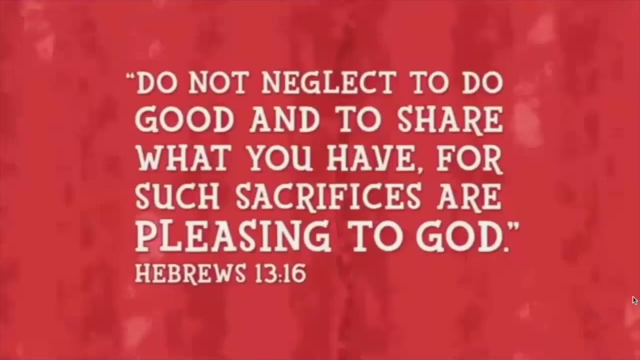 “DO NOT NEGLECT TO DO
GOOD AND TO SHARE
WHAT YOU HAVE, FOR
SUCH SACRIFICES ARE
PLEASING TO GOD.”
HEBREWS 13:16